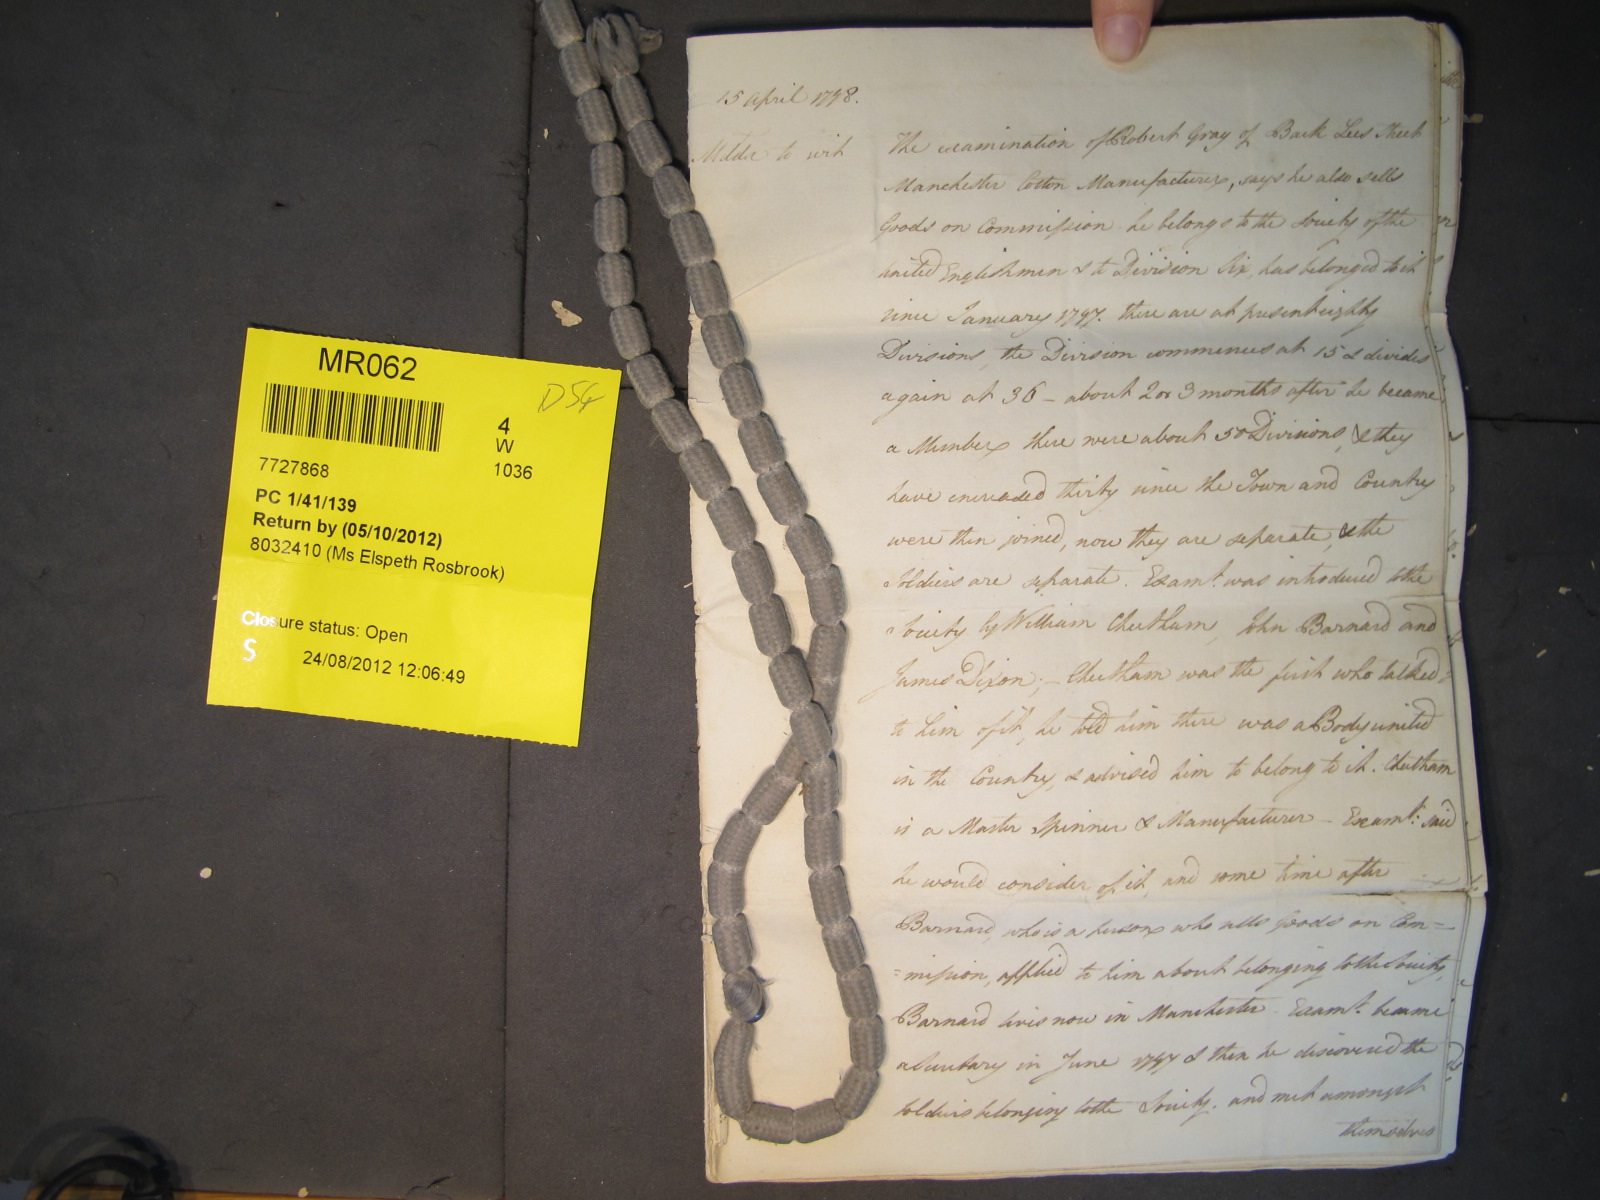 MR062
D54
4
W
7727868
1036
PC 1/41/139
Return by (05/10/2012)
8032410 (Ms Elspeth Rosbrook)
Closure status: Open
S
24/08/2012 12:06:49
15 April 1798.
Middx to wit
The examination of Robert Gray of Back Lees Street
Manchester Cotton Manufacturer, says he also sells
Goods on Commission he belongs to the Society of the
united Englishmen & to Division Six, has belonged to it
since January 1797. there are at present eighty
Divisions, the Division commences at 15 & divides
again at 36 – about 2 or 3 months after he became
a Member there were about 50 Divisions, & they
have increased thirty since the Town and Country
were then joined, now they are separate, & the
Soldiers are separate. Examt. was introduced to the
Society by William Cheetham, John Barnard and
James Dixon; – Cheetham was the first who talked
to him of it, he told him there was a Body united
in the Country, & advised him to belong to it. Cheetham
is a Master Spinner & Manufacturer – Examt: said
he would consider of it, and some time after
Barnard, who is a person who sells Goods on Com=
=mission, applied to him about belonging to the Society,
Barnard lives now in Manchester. Examt. became
a Secretary in June 1797 & then he discovered the
Soldiers belonging to the Society. and met amongst
themselves